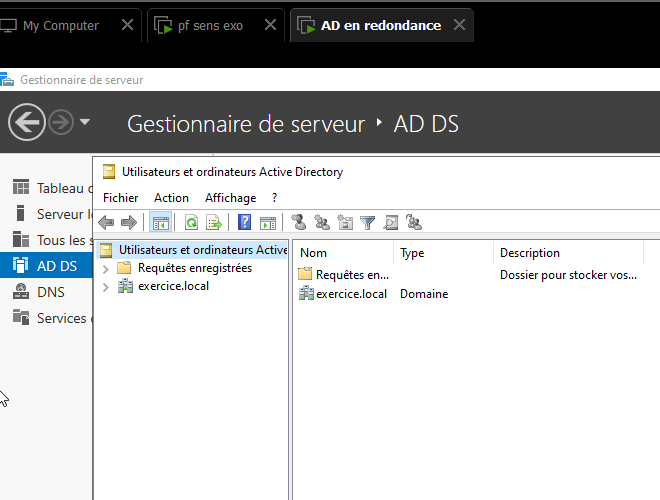 My Computer
pf sens exo
AD en redondance
Gestionnaire de serveur
Gestionnaire de serveur AD DS
Utilisateurs et ordinateurs Active Directory
Fichier Action Affichage ?
Tableau
Serveur
Tous les
AD DS
DNS
Services
Utilisateurs et ordinateurs Active
Requêtes enregistrées
exercice.local
Nom Type Description
Requêtes en... Dossier pour stocker vos...
exercice.local Domaine